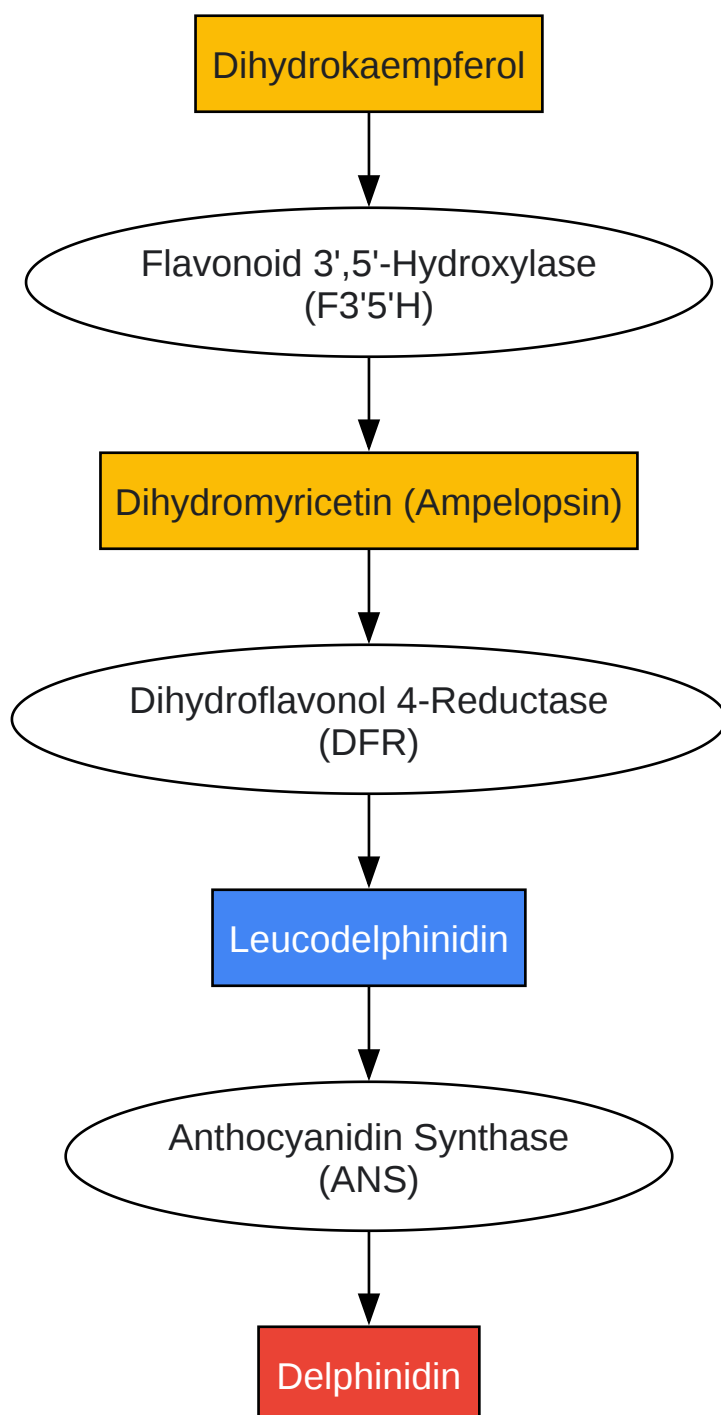 Dihydrokaempferol
Flavonoid 3',5'-Hydroxylase
(F3'5'H)
Dihydromyricetin (Ampelopsin)
Dihydroflavonol 4-Reductase
(DFR)
Leucodelphinidin
Anthocyanidin Synthase
(ANS)
Delphinidin